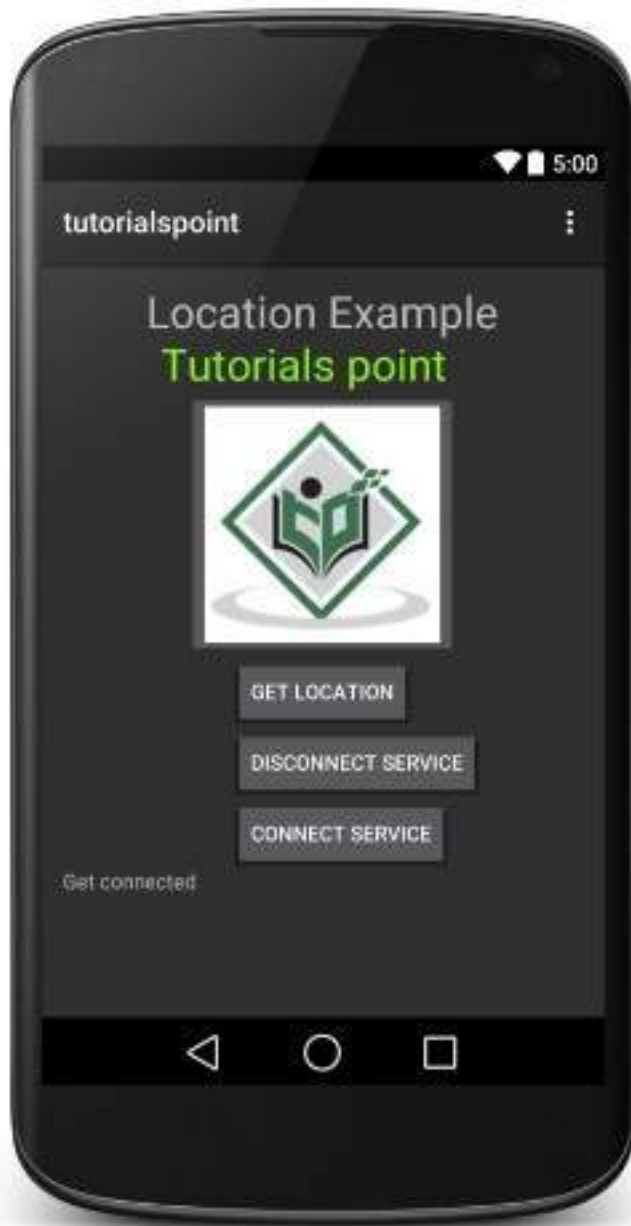 5:00
tutorialspoint
Location Example
Tutorials point
GET LOCATION
DISCONNECT SERVICE
CONNECT SERVICE
Get connected